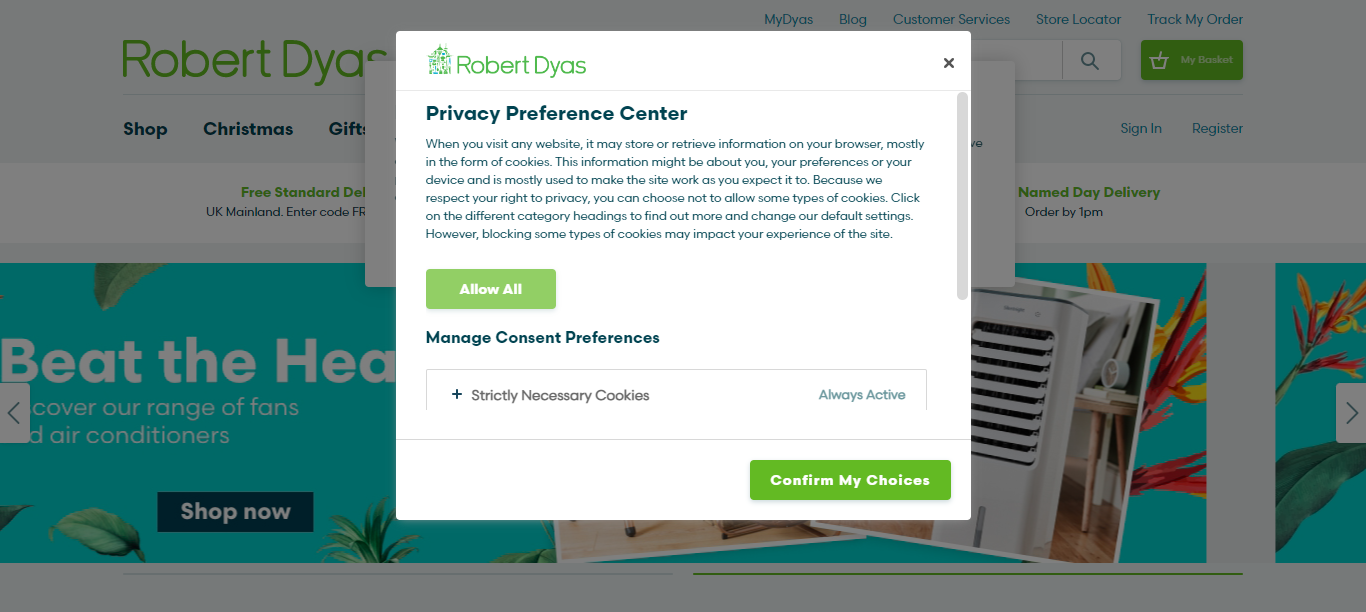 MyDyas Blog Customer Services Store Locator Track My Order
Robert Dyas
My Basket
Shop Christmas Gifts
Sign In Register
Free Standard Del
UK Mainland. Enter code FR
Named Day Delivery
Order by 1pm
Beat the Hea
scover our range of fans
d air conditioners
Shop now
Robert Dyas
Privacy Preference Center
When you visit any website, it may store or retrieve information on your browser, mostly
in the form of cookies. This information might be about you, your preferences or your
device and is mostly used to make the site work as you expect it to. Because we
respect your right to privacy, you can choose not to allow some types of cookies. Click
on the different category headings to find out more and change our default settings.
However, blocking some types of cookies may impact your experience of the site.
Allow All
Manage Consent Preferences
+ Strictly Necessary Cookies Always Active
Confirm My Choices